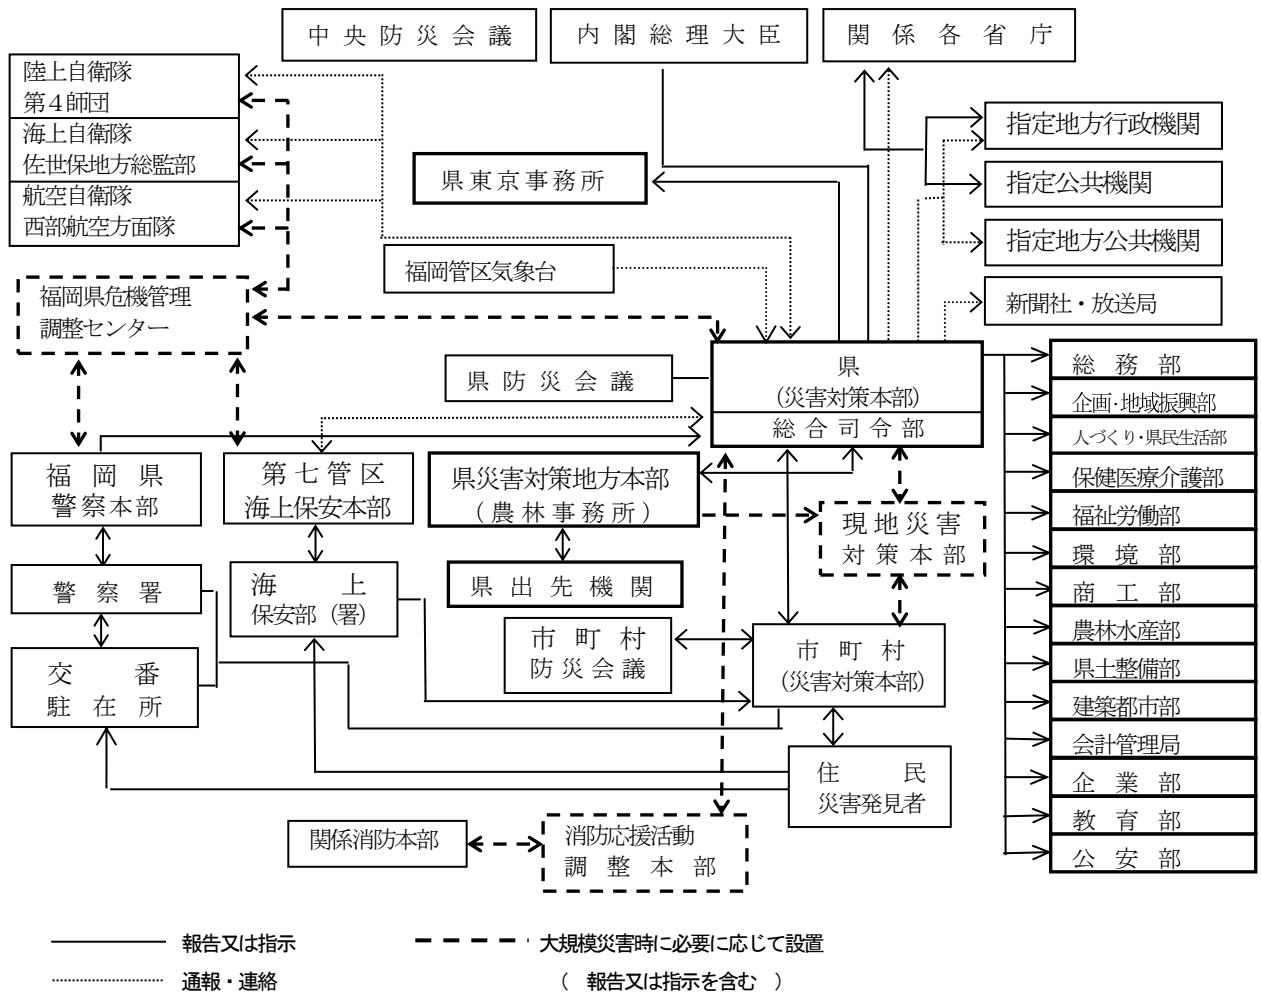 中央防災会議
内閣総理大臣
関係各省庁
陸上自衛隊
第４師団
海上自衛隊
佐世保地方総監部
航空自衛隊
西部航空方面隊
県東京事務所
指定地方行政機関
指定公共機関
指定地方公共機関
新聞社・放送局
福岡管区気象台
福岡県危機管理
調整センター
県防災会議
県
（災害対策本部）
総合司令部
総務部
企画･地域振興部
人づくり・県民生活部
保健医療介護部
福祉労働部
環境部
商工部
農林水産部
県土整備部
建築都市部
会計管理局
企業部
教育部
公安部
福岡県
警察本部
第七管区
海上保安本部
県災害対策地方本部
（農林事務所）
現地災害
対策本部
警察署
海上
保安部（署）
県出先機関
市町村
防災会議
市町村
（災害対策本部）
交番
駐在所
住民
災害発見者
関係消防本部
消防応援活動
調整本部
報告又は指示
大規模災害時に必要に応じて設置
通報・連絡
（　報告又は指示を含む　）